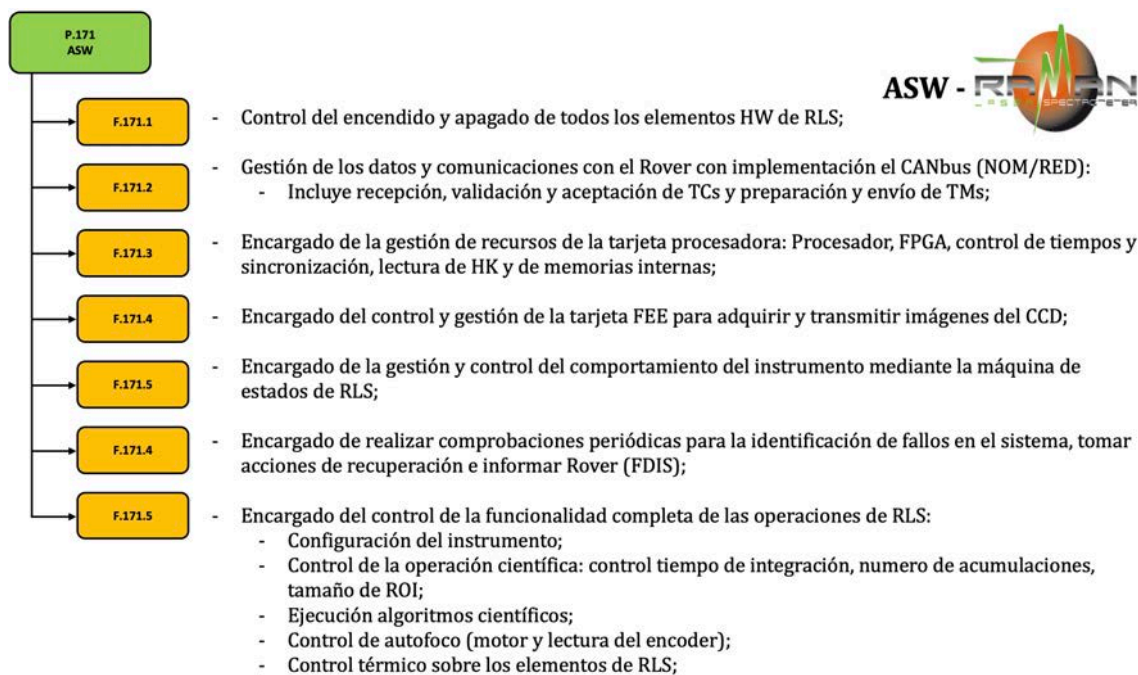 P.171
ASW
ASW - RAMAN
LASER SPECTROMETER
F.171.1
- Control del encendido y apagado de todos los elementos HW de RLS;
F.171.2
- Gestión de los datos y comunicaciones con el Rover con implementación el CANbus (NOM/RED):
- Incluye recepción, validación y aceptación de TCs y preparación y envío de TMs;
F.171.3
- Encargado de la gestión de recursos de la tarjeta procesadora: Procesador, FPGA, control de tiempos y
sincronización, lectura de HK y de memorias internas;
F.171.4
- Encargado del control y gestión de la tarjeta FEE para adquirir y transmitir imágenes del CCD;
F.171.5
- Encargado de la gestión y control del comportamiento del instrumento mediante la máquina de
estados de RLS;
F.171.4
- Encargado de realizar comprobaciones periódicas para la identificación de fallos en el sistema, tomar
acciones de recuperación e informar Rover (FDIS);
F.171.5
- Encargado del control de la funcionalidad completa de las operaciones de RLS:
- Configuración del instrumento;
- Control de la operación científica: control tiempo de integración, numero de acumulaciones,
tamaño de ROI;
- Ejecución algoritmos científicos;
- Control de autofoco (motor y lectura del encoder);
- Control térmico sobre los elementos de RLS;